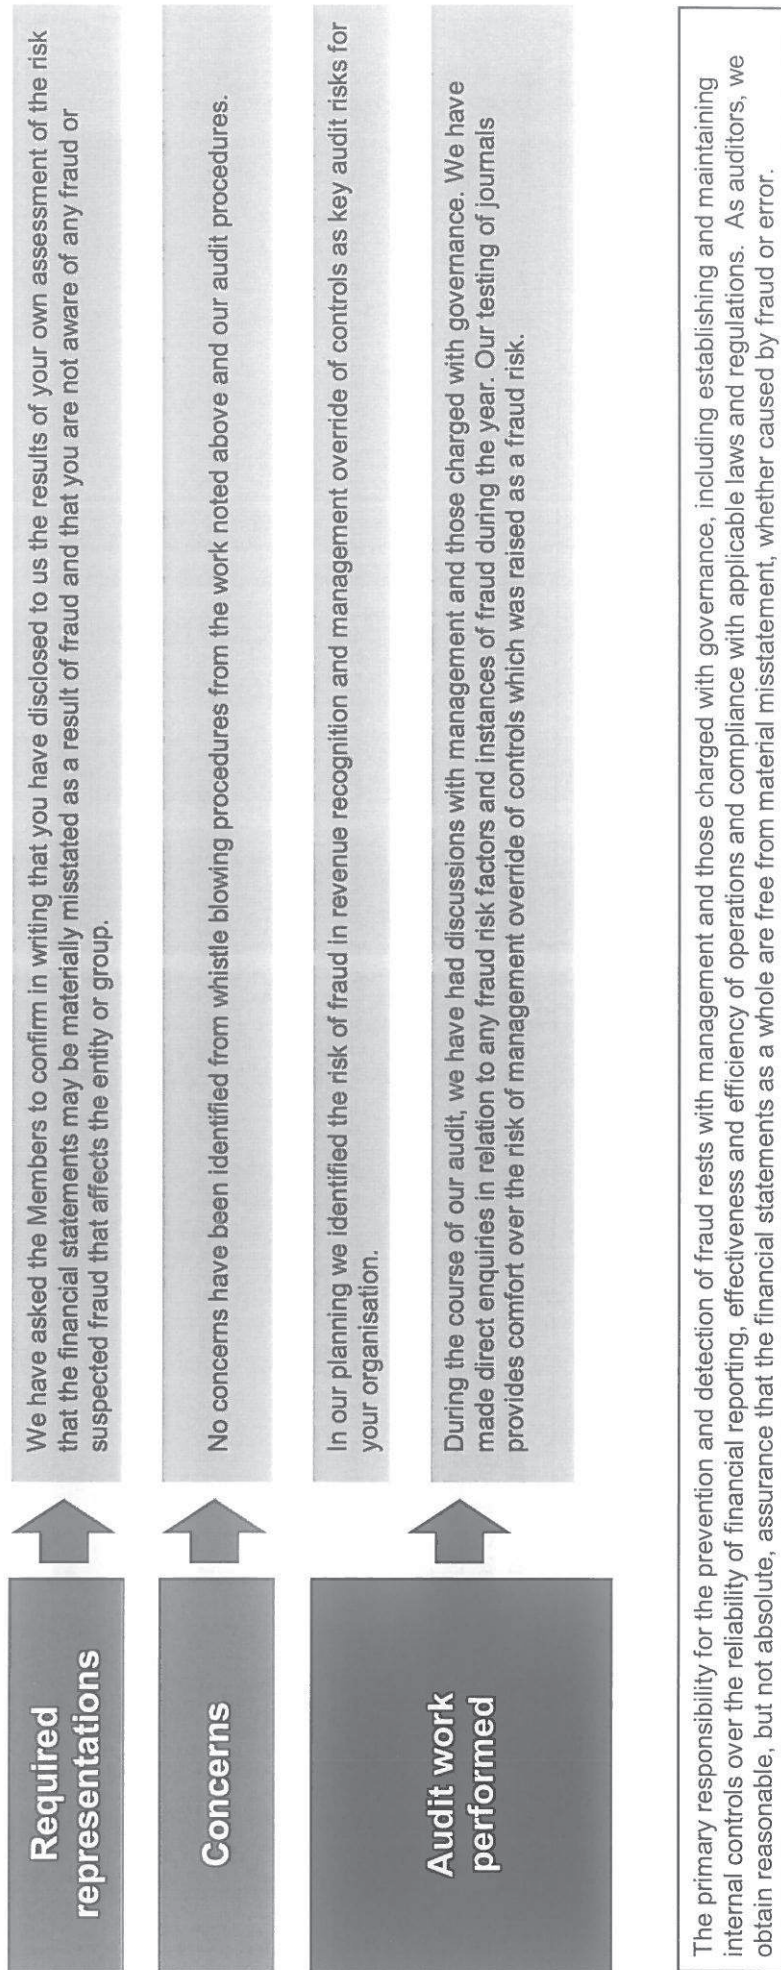 Required
representations
We have asked the Members to confirm in writing that you have disclosed to us the results of your own assessment of the risk
that the financial statements may be materially misstated as a result of fraud and that you are not aware of any fraud or
suspected fraud that affects the entity or group.
Concerns
No concerns have been identified from whistle blowing procedures from the work noted above and our audit procedures.
Audit work
performed
In our planning we identified the risk of fraud in revenue recognition and management override of controls as key audit risks for
your organisation.
During the course of our audit, we have had discussions with management and those charged with governance. We have
made direct enquiries in relation to any fraud risk factors and instances of fraud during the year. Our testing of journals
provides comfort over the risk of management override of controls which was raised as a fraud risk.
The primary responsibility for the prevention and detection of fraud rests with management and those charged with governance, including establishing and maintaining
internal controls over the reliability of financial reporting, effectiveness and efficiency of operations and compliance with applicable laws and regulations. As auditors, we
obtain reasonable, but not absolute, assurance that the financial statements as a whole are free from material misstatement, whether caused by fraud or error.